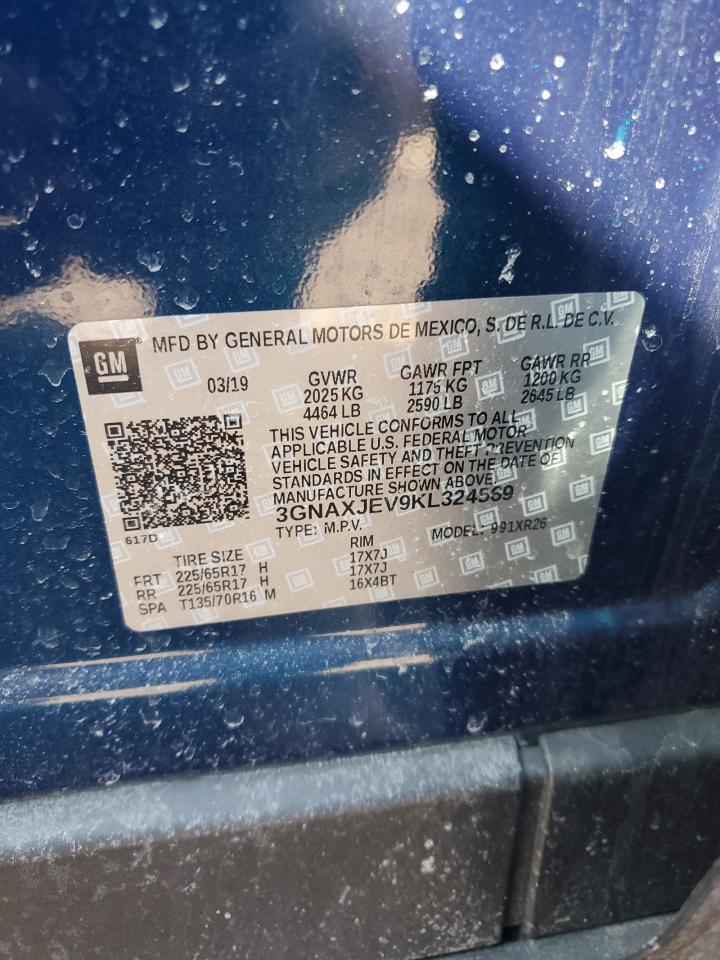 GM
MFD BY GENERAL MOTORS DE MEXICO, S. DE R.L. DE C.V.
03/19 GVWR GAWR FRT GAWR RR
2025 KG 1175 KG 1200 KG
4464 LB 2590 LB 2645 LB
THIS VEHICLE CONFORMS TO ALL
APPLICABLE U.S. FEDERAL MOTOR
VEHICLE SAFETY AND THEFT PREVENTION
STANDARDS IN EFFECT ON THE DATE OF
MANUFACTURE SHOWN ABOVE.
3GNAXJEV9KL324569
617D TYPE: M.P.V. MODEL: 991XR26
TIRE SIZE RIM
FRT 225/65R17 H 17X7J
RR 225/65R17 H 17X7J
SPA T135/70R16 M 16X4BT